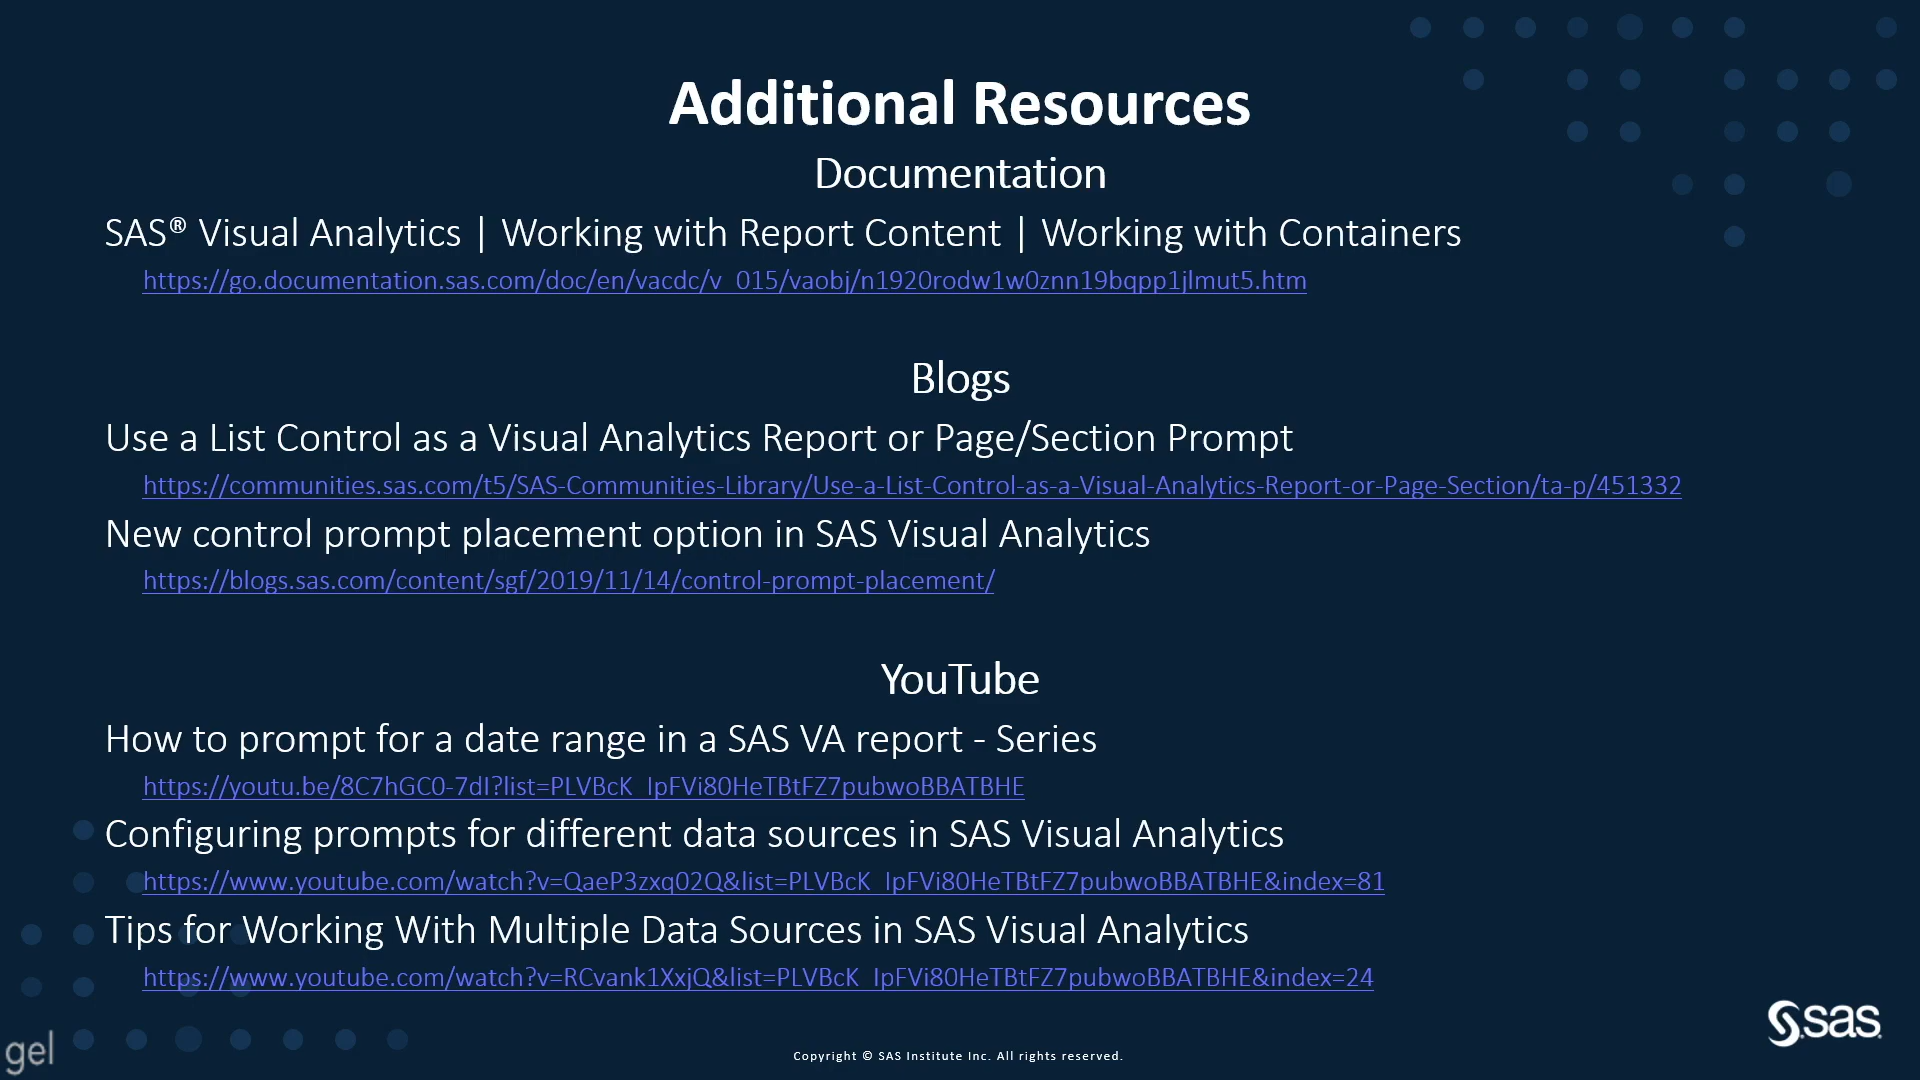 Additional Resources
Documentation
SAS® Visual Analytics | Working with Report Content | Working with Containers
https://go.documentation.sas.com/doc/en/vacdc/v_015/vaobj/n1920rodw1w0znn19bqpp1jlmut5.htm
Blogs
Use a List Control as a Visual Analytics Report or Page/Section Prompt
https://communities.sas.com/t5/SAS-Communities-Library/Use-a-List-Control-as-a-Visual-Analytics-Report-or-Page-Section/ta-p/451332
New control prompt placement option in SAS Visual Analytics
https://blogs.sas.com/content/sgf/2019/11/14/control-prompt-placement/
YouTube
How to prompt for a date range in a SAS VA report - Series
https://youtu.be/8C7hGC0-7dI?list=PLVBcK_IpFVi80HeTBtFZ7pubwoBBATBHE
Configuring prompts for different data sources in SAS Visual Analytics
https://www.youtube.com/watch?v=QaeP3zxq02Q&list=PLVBcK_IpFVi80HeTBtFZ7pubwoBBATBHE&index=81
Tips for Working With Multiple Data Sources in SAS Visual Analytics
https://www.youtube.com/watch?v=RCvank1XxjQ&list=PLVBcK_IpFVi80HeTBtFZ7pubwoBBATBHE&index=24
sas
gel
Copyright © SAS Institute Inc. All rights reserved.